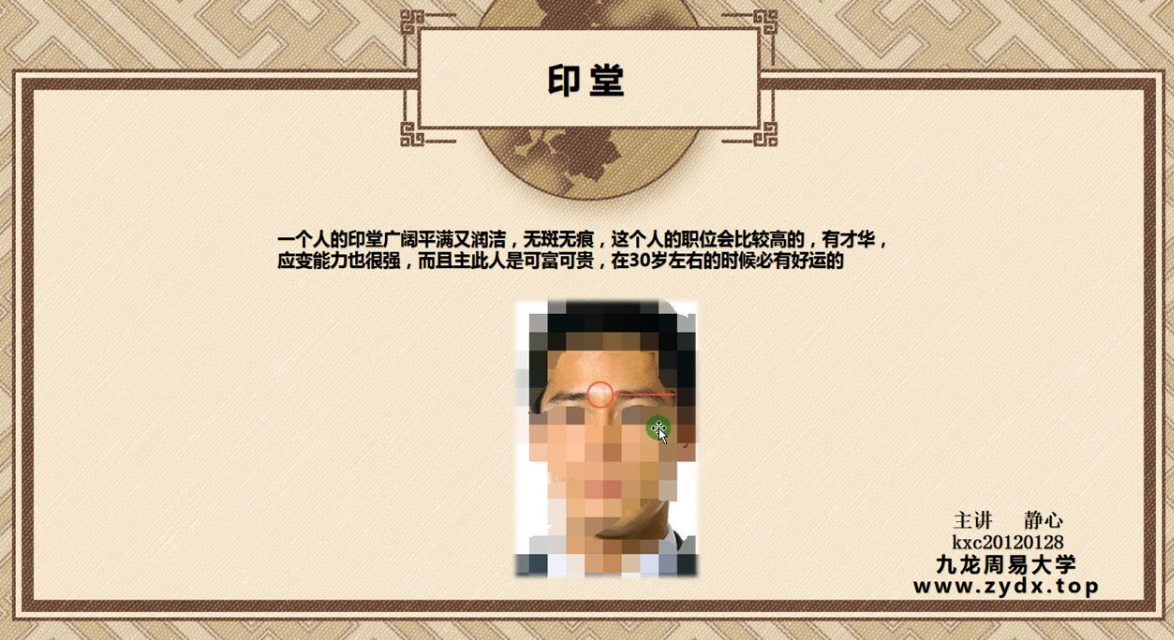 印堂
一个人的印堂广阔平满又润洁，无斑无痕，这个人的职位会比较高的，有才华，
应变能力也很强，而且主此人是可富可贵，在30岁左右的时候必有好运的
主讲 静心
kxc20120128
九龙周易大学
www.zydx.top